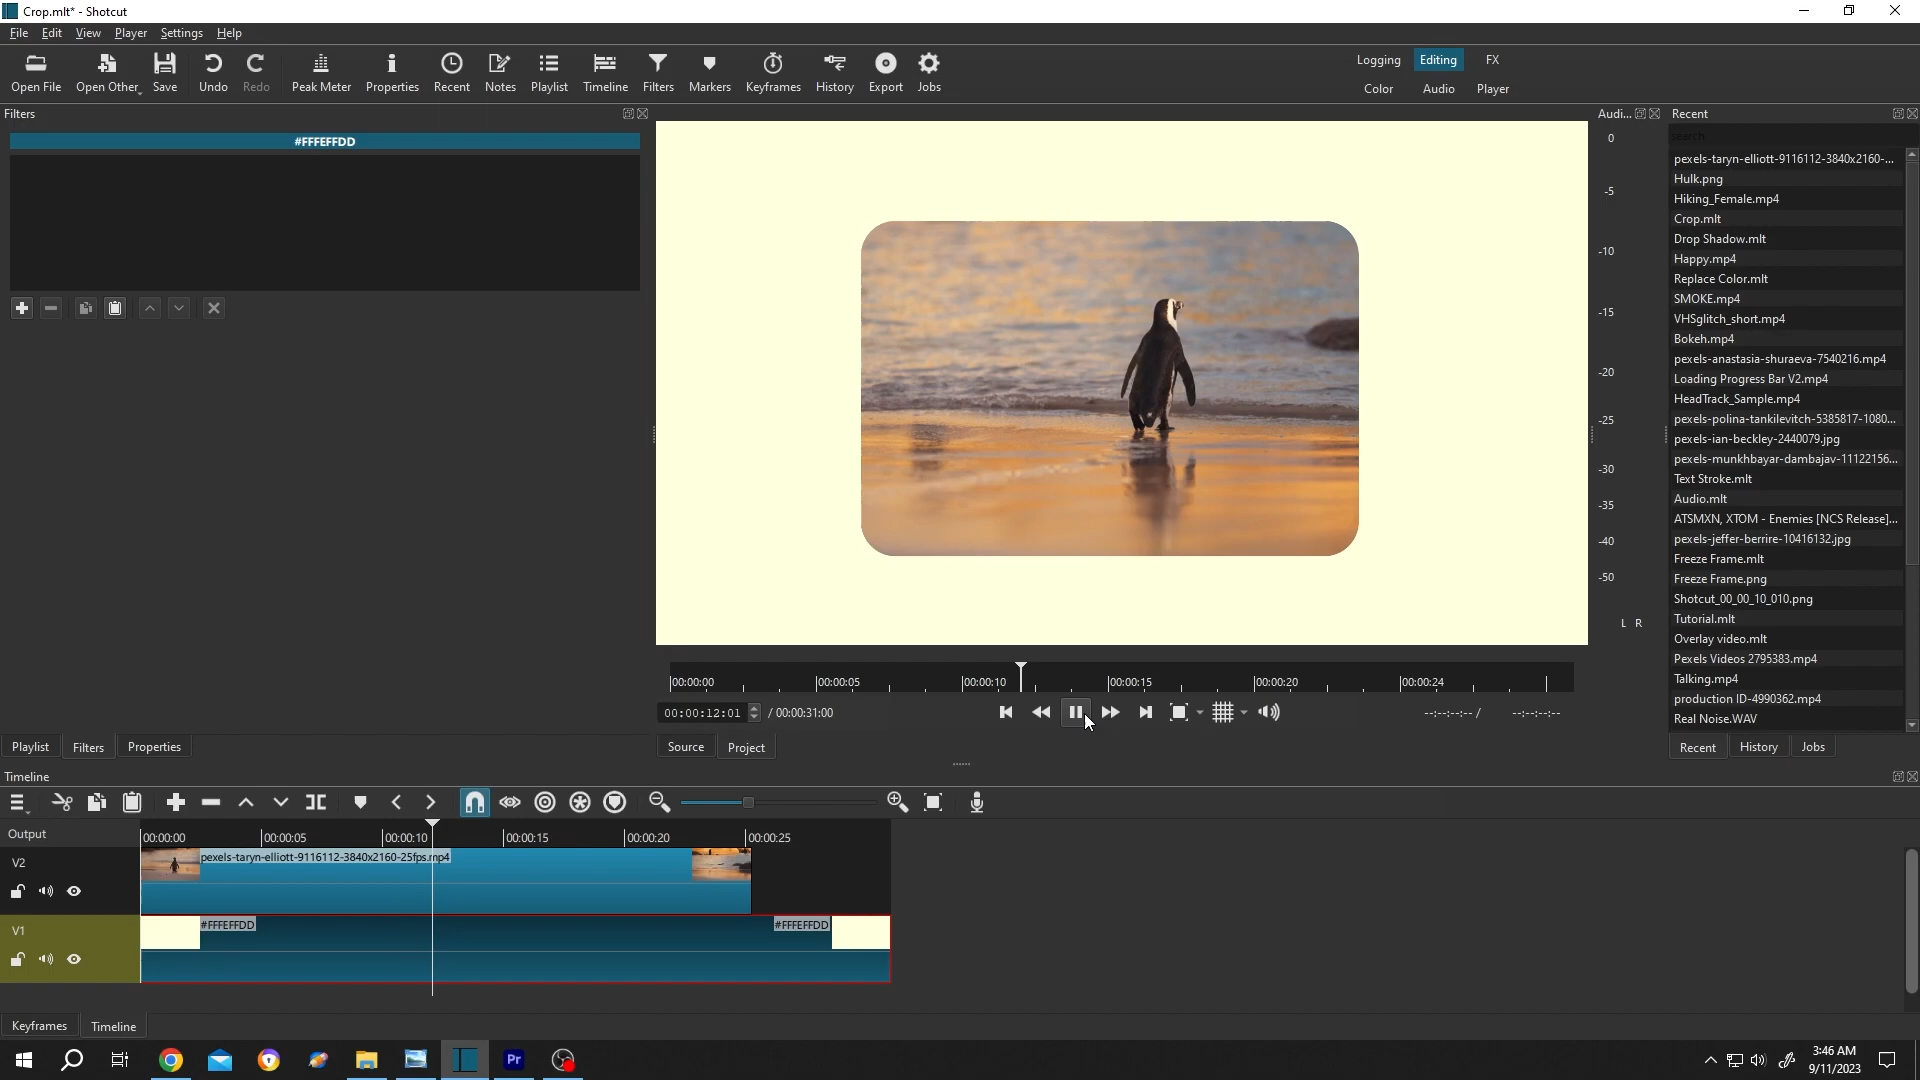 Crop.mlt* - Shotcut
File Edit View Player Settings Help
Open File Open Other Save Undo Redo Peak Meter Properties Recent Notes Playlist Timeline Filters Markers Keyframes History Export Jobs
Logging Editing FX
Color Audio Player
Filters
#FFFEFFDD
Playlist Filters Properties
00:00:00 00:00:05 00:00:10 00:00:15 00:00:20 00:00:24
00:00:12:01 / 00:00:31:00
--:--:--:-- / --:--:--:--
Source Project
Audi...
0
-5
-10
-15
-20
-25
-30
-35
-40
-50
L R
Recent
search
pexels-taryn-elliott-9116112-3840x2160-...
Hulk.png
Hiking_Female.mp4
Crop.mlt
Drop Shadow.mlt
Happy.mp4
Replace Color.mlt
SMOKE.mp4
VHSglitch_short.mp4
Bokeh.mp4
pexels-anastasia-shuraeva-7540216.mp4
Loading Progress Bar V2.mp4
HeadTrack_Sample.mp4
pexels-polina-tankilevitch-5385817-1080...
pexels-ian-beckley-2440079.jpg
pexels-munkhbayar-dambajav-11122156...
Text Stroke.mlt
Audio.mlt
ATSMXN, XTOM - Enemies [NCS Release]...
pexels-jeffer-berrire-10416132.jpg
Freeze Frame.mlt
Freeze Frame.png
Shotcut_00_00_10_010.png
Tutorial.mlt
Overlay video.mlt
Pexels Videos 2795383.mp4
Talking.mp4
production ID-4990362.mp4
Real Noise.WAV
Recent History Jobs
Timeline
Output
00:00:00 00:00:05 00:00:10 00:00:15 00:00:20 00:00:25
V2
pexels-taryn-elliott-9116112-3840x2160-25fps.mp4
V1
#FFFEFFDD #FFFEFFDD
Keyframes Timeline
Pr
3:46 AM
9/11/2023